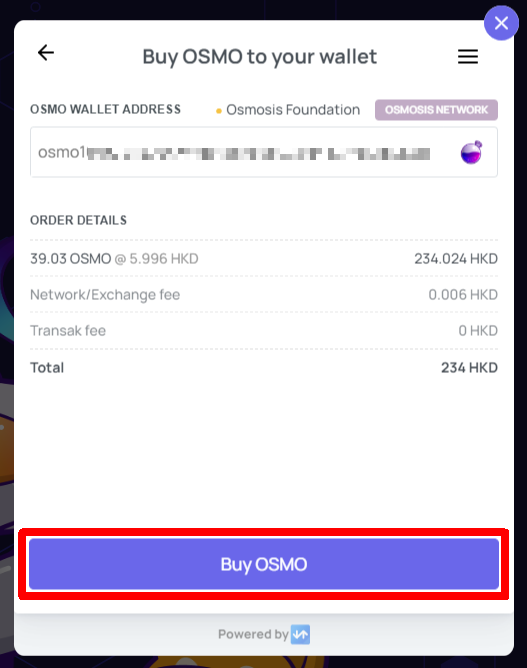 Buy OSMO to your wallet
OSMO WALLET ADDRESS Osmosis Foundation OSMOSIS NETWORK
osmo1
ORDER DETAILS
39.03 OSMO @ 5.996 HKD 234.024 HKD
Network/Exchange fee 0.006 HKD
Transak fee 0 HKD
Total 234 HKD
Buy OSMO
Powered by